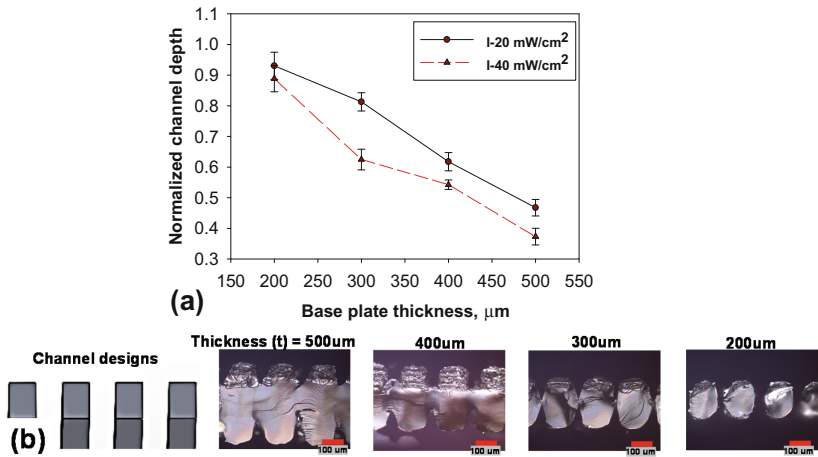 1.1
1.0
0.9
0.8
0.7
0.6
0.5
0.4
0.3
Normalized channel depth
I-20 mW/cm²
I-40 mW/cm²
150 200 250 300 350 400 450 500 550
(a) Base plate thickness, μm
Channel designs
Thickness (t) = 500um 400um 300um 200um
(b)
100 um 100 um 100 um 100 um